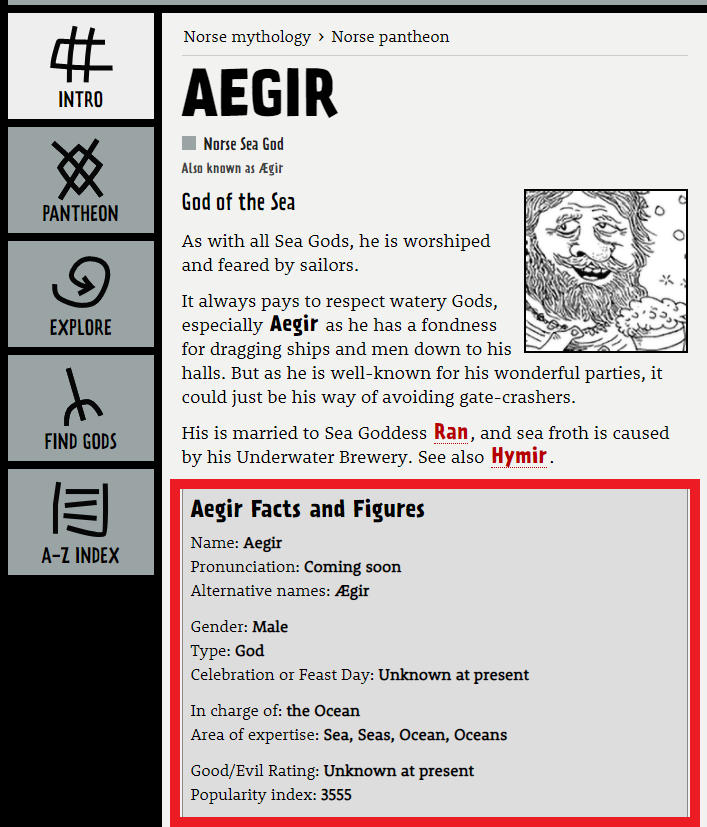 INTRO
PANTHEON
EXPLORE
FIND GODS
A-Z INDEX
Norse mythology › Norse pantheon
AEGIR
Norse Sea God
Also known as Ægir
God of the Sea
As with all Sea Gods, he is worshiped
and feared by sailors.
It always pays to respect watery Gods,
especially Aegir as he has a fondness
for dragging ships and men down to his
halls. But as he is well-known for his wonderful parties, it
could just be his way of avoiding gate-crashers.
His is married to Sea Goddess Ran, and sea froth is caused
by his Underwater Brewery. See also Hymir.
Aegir Facts and Figures
Name: Aegir
Pronunciation: Coming soon
Alternative names: Ægir
Gender: Male
Type: God
Celebration or Feast Day: Unknown at present
In charge of: the Ocean
Area of expertise: Sea, Seas, Ocean, Oceans
Good/Evil Rating: Unknown at present
Popularity index: 3555